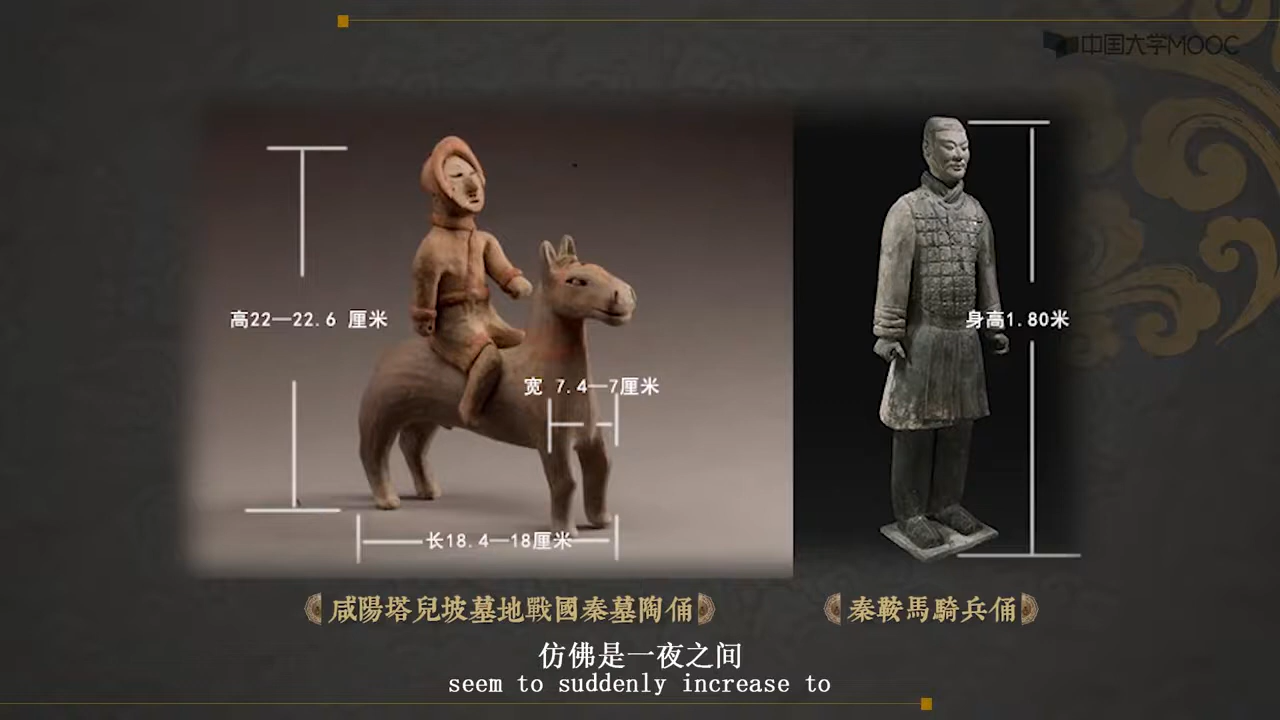 中国大学MOOC
高22—22.6 厘米
身高1.80米
宽 7.4—7厘米
长18.4—18厘米
咸陽塔兒坡墓地戰國秦墓陶俑
秦鞍馬騎兵俑
仿佛是一夜之间
seem to suddenly increase to